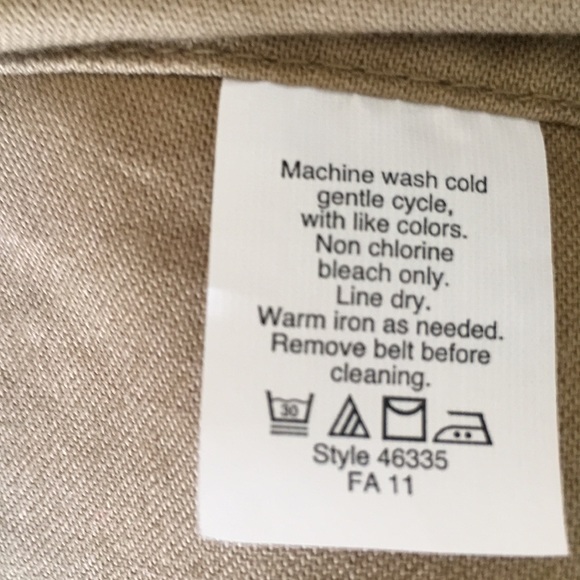 Machine wash cold
gentle cycle,
with like colors.
Non chlorine
bleach only.
Line dry.
Warm iron as needed.
Remove belt before
cleaning.
30
Style 46335
FA 11